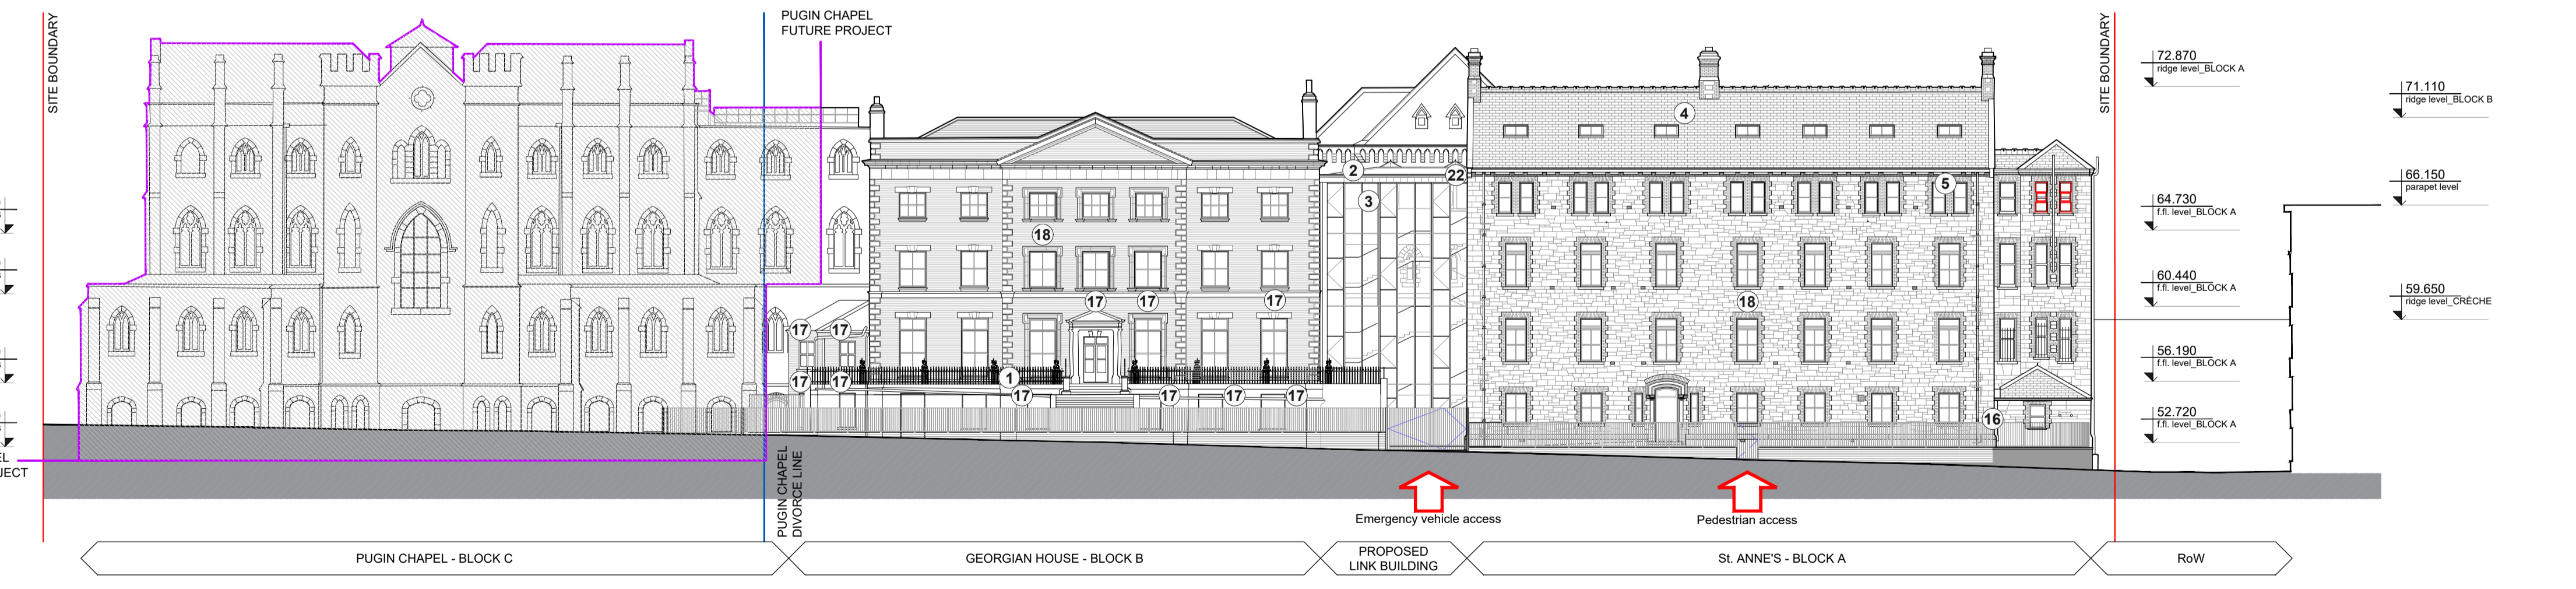 SITE BOUNDARY
PUGIN CHAPEL
FUTURE PROJECT
SITE BOUNDARY
72.870
ridge level_BLOCK A
71.110
ridge level_BLOCK B
66.150
parapet level
64.730
f.fl. level_BLOCK A
60.440
f.fl. level_BLOCK A
59.650
ridge level_CRÈCHE
56.190
f.fl. level_BLOCK A
52.720
f.fl. level_BLOCK A
4
2
22
5
3
18
17
17
17
18
17
17
17
17
1
17
17
17
17
16
EL
JECT
PUGIN CHAPEL
DIVORCE LINE
Emergency vehicle access
Pedestrian access
PUGIN CHAPEL - BLOCK C
GEORGIAN HOUSE - BLOCK B
PROPOSED
LINK BUILDING
St. ANNE'S - BLOCK A
RoW